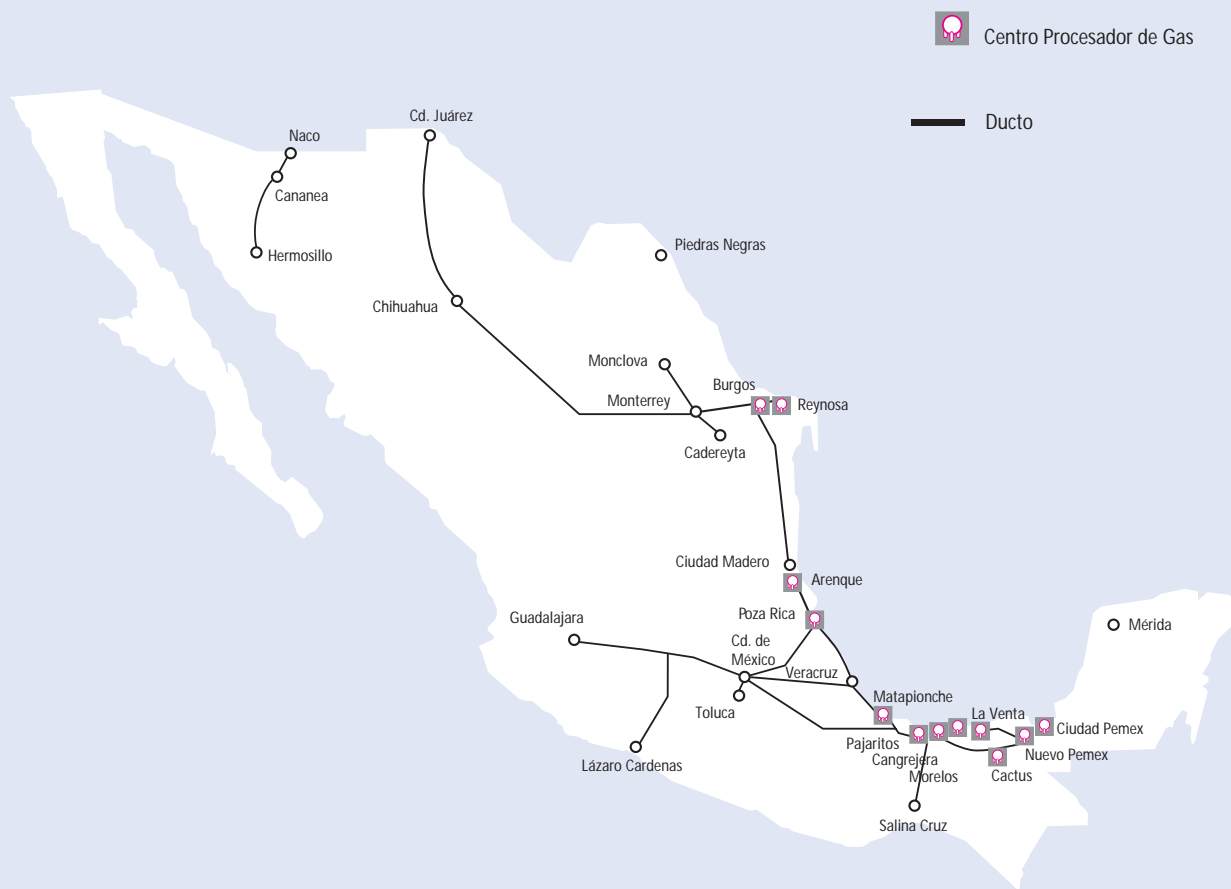 Centro Procesador de Gas
Ducto
Cd. Juárez
Naco
Cananea
Hermosillo
Piedras Negras
Chihuahua
Monclova
Burgos
Monterrey
Reynosa
Cadereyta
Ciudad Madero
Arenque
Poza Rica
Guadalajara
Mérida
Cd. de
México
Veracruz
Matapionche
Toluca
La Venta
Ciudad Pemex
Pajaritos
Nuevo Pemex
Cangrejera
Lázaro Cardenas
Morelos
Cactus
Salina Cruz